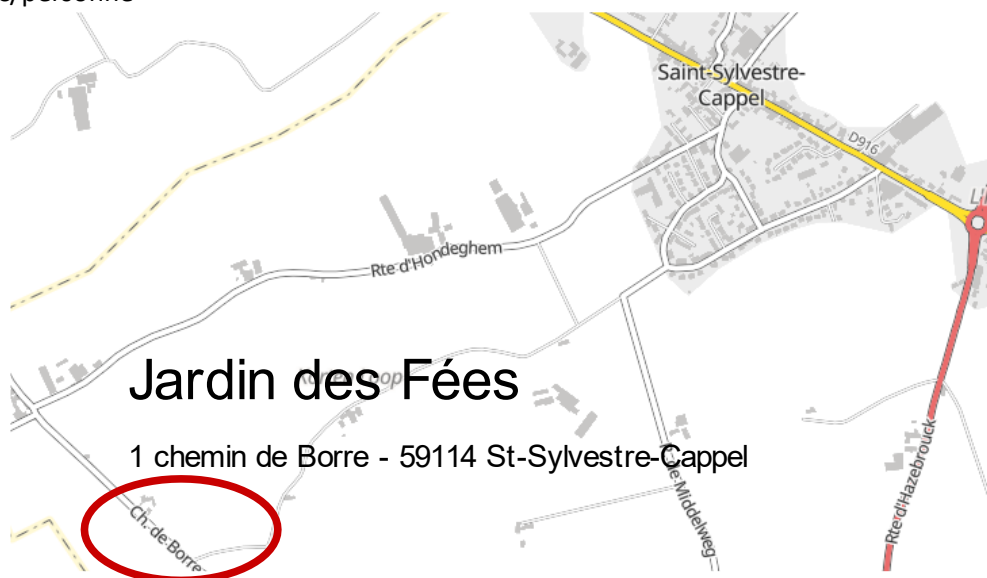 Saint-Sylvestre-
Cappel
D916
Rte d'Hondeghem
Jardin des Fées
1 chemin de Borre - 59114 St-Sylvestre-Cappel
Ch. de Borre
de Middelweg
Rte d'Hazebrouck